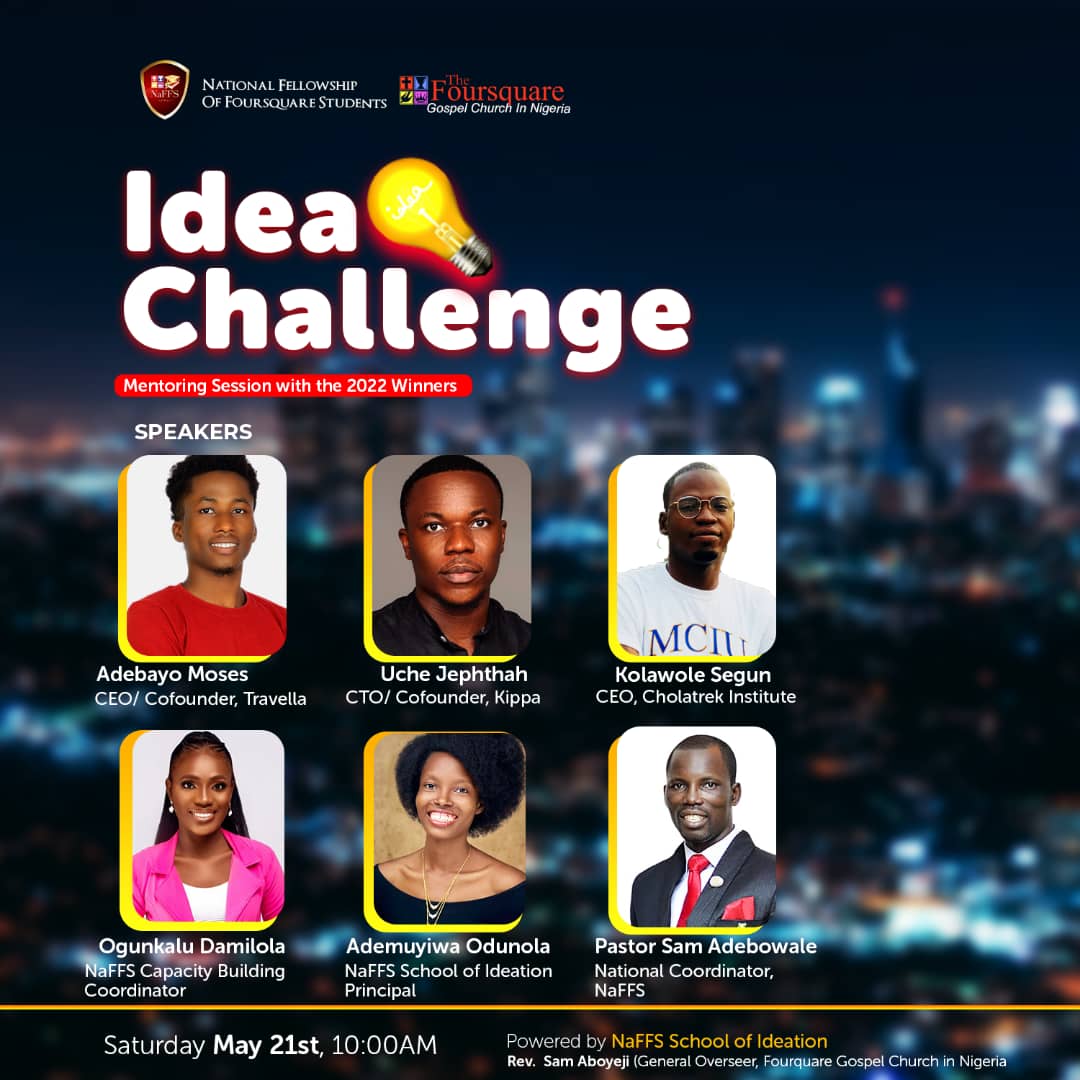 NaFFS
National Fellowship
Of Foursquare Students
The
Foursquare
Gospel Church In Nigeria
Idea
idea
Challenge
Mentoring Session with the 2022 Winners
SPEAKERS
MCIU
Adebayo Moses
CEO/ Cofounder, Travella
Uche Jephthah
CTO/ Cofounder, Kippa
Kolawole Segun
CEO, Cholatrek Institute
Ogunkalu Damilola
NaFFS Capacity Building
Coordinator
Ademuyiwa Odunola
NaFFS School of Ideation
Principal
Pastor Sam Adebowale
National Coordinator,
NaFFS
Saturday May 21st, 10:00AM
Powered by NaFFS School of Ideation
Rev. Sam Aboyeji (General Overseer, Fourquare Gospel Church in Nigeria